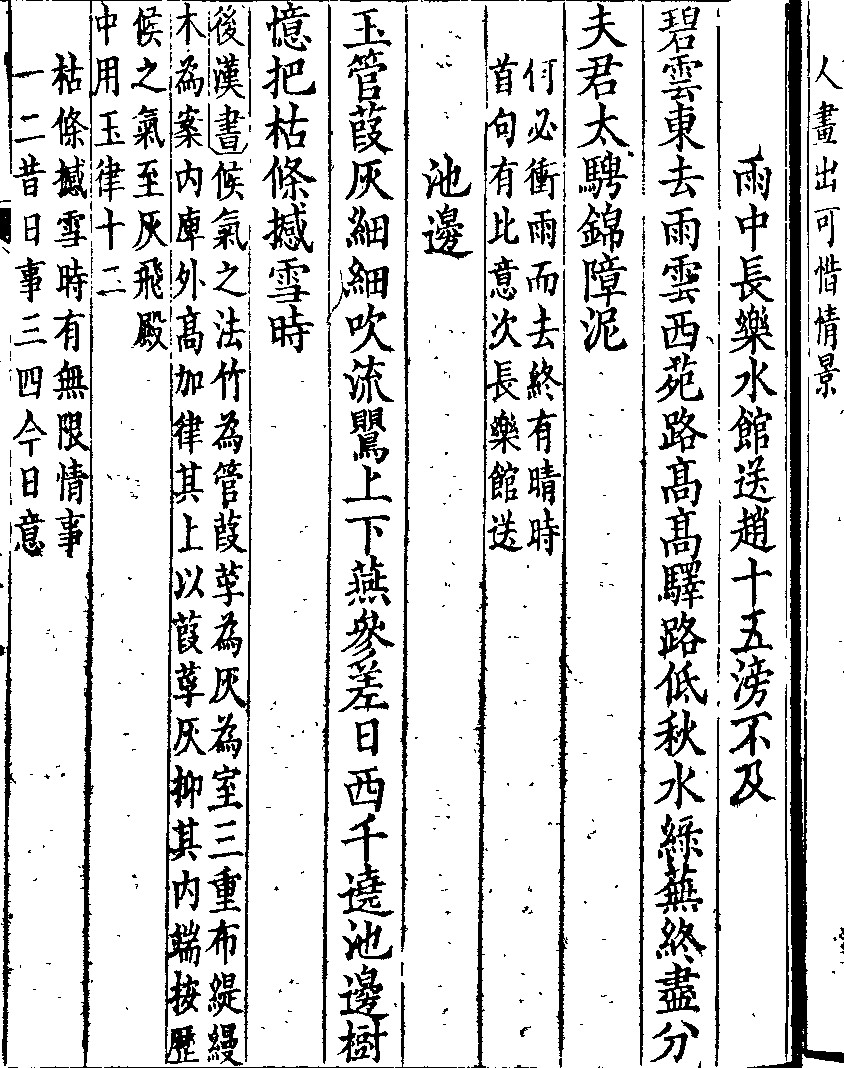 人畫出可惜情景
雨中長樂水館送趙十五滂不及
碧雲東去雨雲西苑路高高驛路低秋水綠蕪終盡分
夫君太騁錦障泥
何必衝雨而去終有晴時
首句有比意次長樂館送
池邊
玉管葭灰細細吹流鸎上下燕參差日西千遶池邊樹
憶把枯條撼雪時
後漢書候氣之法竹為管葭莩為灰為室三重布緹縵
木為案內庳外高加律其上以葭莩灰抑其內端按歷
候之氣至灰飛殿
中用玉律十二
枯條撼雪時有無限情事
一二昔日事三四今日意